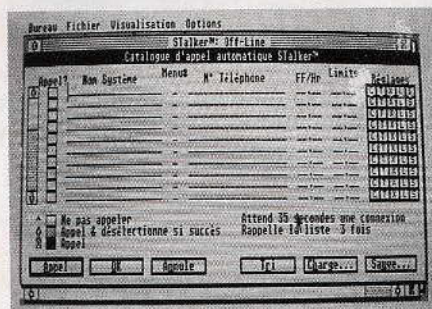 Bureau Fichier Visualisation Options
STalker™: Off-Line
Catalogue d'appel automatique STalker™
Appel? Nom Système Menu# N° Téléphone FF/Hr Limite Réglages
Ne pas appeler
Appel & désélectionne si succès
Appel
Attend 35 secondes une connexion
Rappelle la liste 3 fois
Appel OK Annule Tri Charge... Sauve...